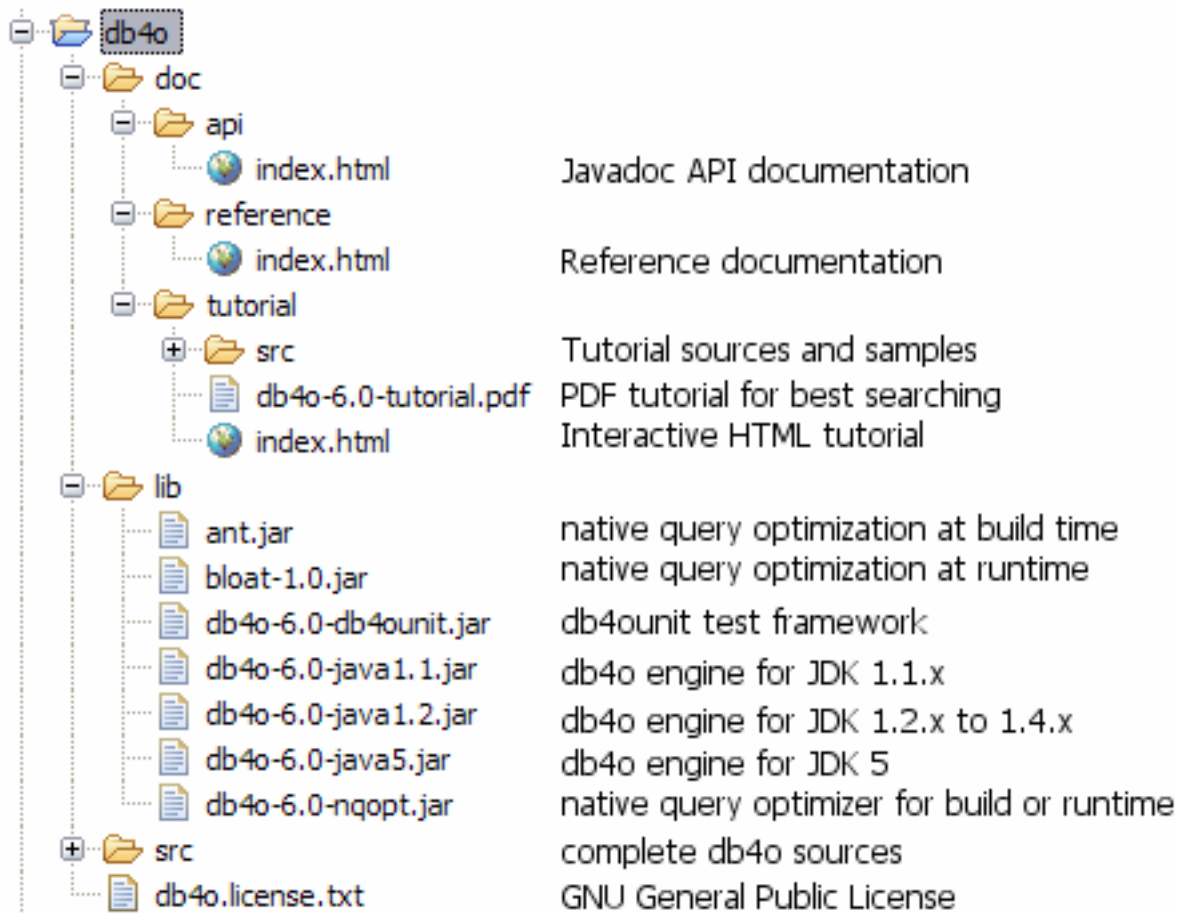 db4o
doc
api
index.html Javadoc API documentation
reference
index.html Reference documentation
tutorial
src Tutorial sources and samples
db4o-6.0-tutorial.pdf PDF tutorial for best searching
index.html Interactive HTML tutorial
lib
ant.jar native query optimization at build time
bloat-1.0.jar native query optimization at runtime
db4o-6.0-db4ounit.jar db4ounit test framework
db4o-6.0-java1.1.jar db4o engine for JDK 1.1.x
db4o-6.0-java1.2.jar db4o engine for JDK 1.2.x to 1.4.x
db4o-6.0-java5.jar db4o engine for JDK 5
db4o-6.0-nqopt.jar native query optimizer for build or runtime
src complete db4o sources
db4o.license.txt GNU General Public License